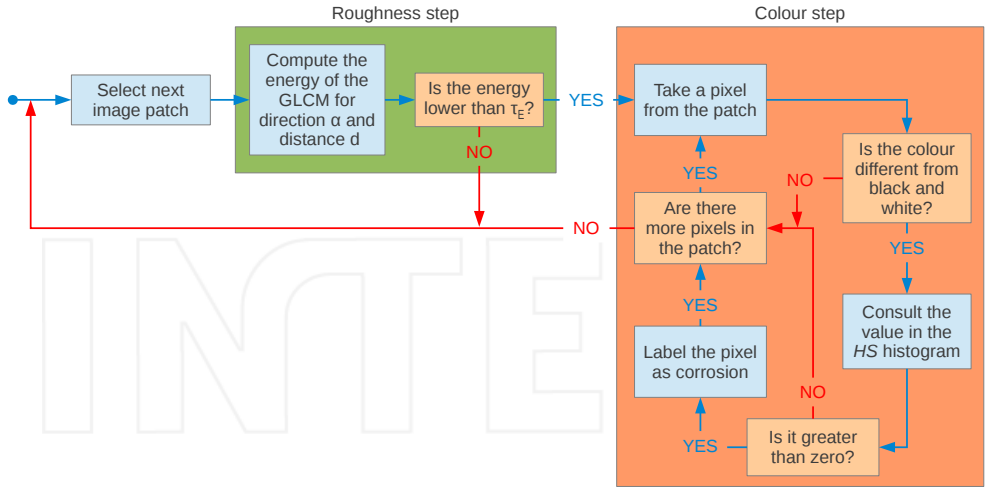 Roughness step
Colour step
Select next
image patch
Compute the
energy of the
GLCM for
direction α and
distance d
Is the energy
lower than τE?
YES
NO
Take a pixel
from the patch
Is the colour
different from
black and
white?
NO
YES
YES
Are there
more pixels in
the patch?
NO
Consult the
value in the
HS histogram
YES
Label the pixel
as corrosion
NO
YES
Is it greater
than zero?
INTE